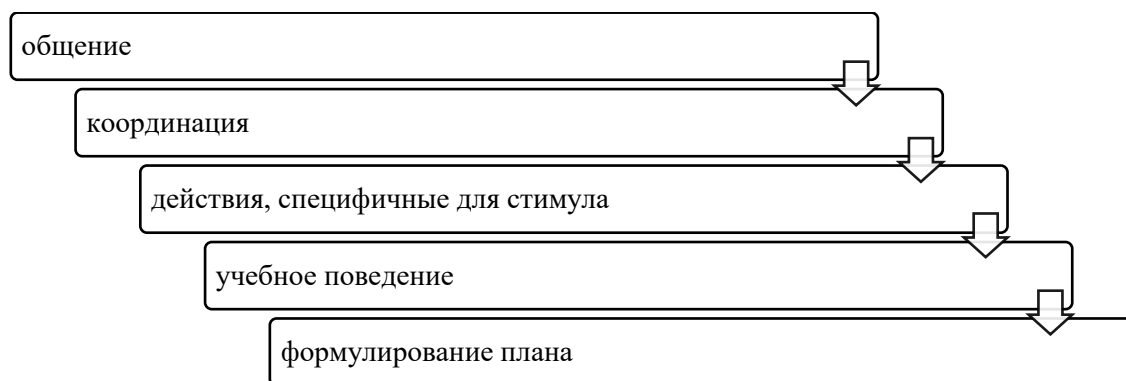 общение
координация
действия, специфичные для стимула
учебное поведение
формулирование плана